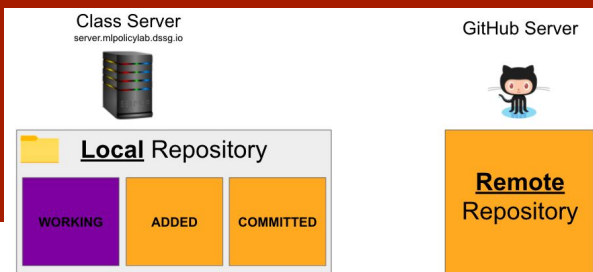 Class Server
server.mlpolicylab.dssg.io
GitHub Server
Local Repository
WORKING
ADDED
COMMITTED
Remote
Repository